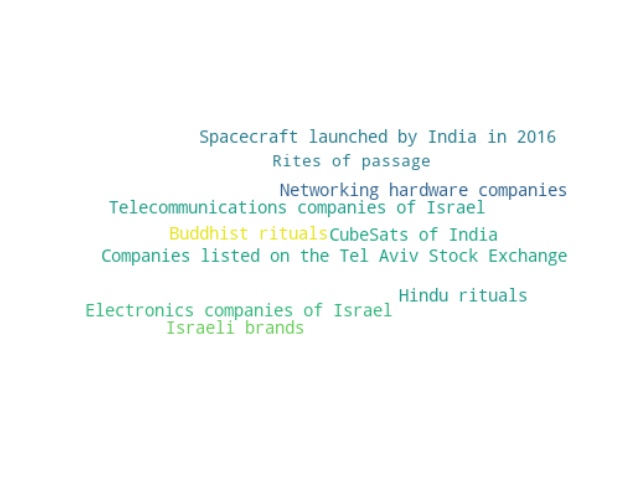 Spacecraft launched by India in 2016
Rites of passage
Networking hardware companies
Telecommunications companies of Israel
Buddhist rituals
CubeSats of India
Companies listed on the Tel Aviv Stock Exchange
Hindu rituals
Electronics companies of Israel
Israeli brands